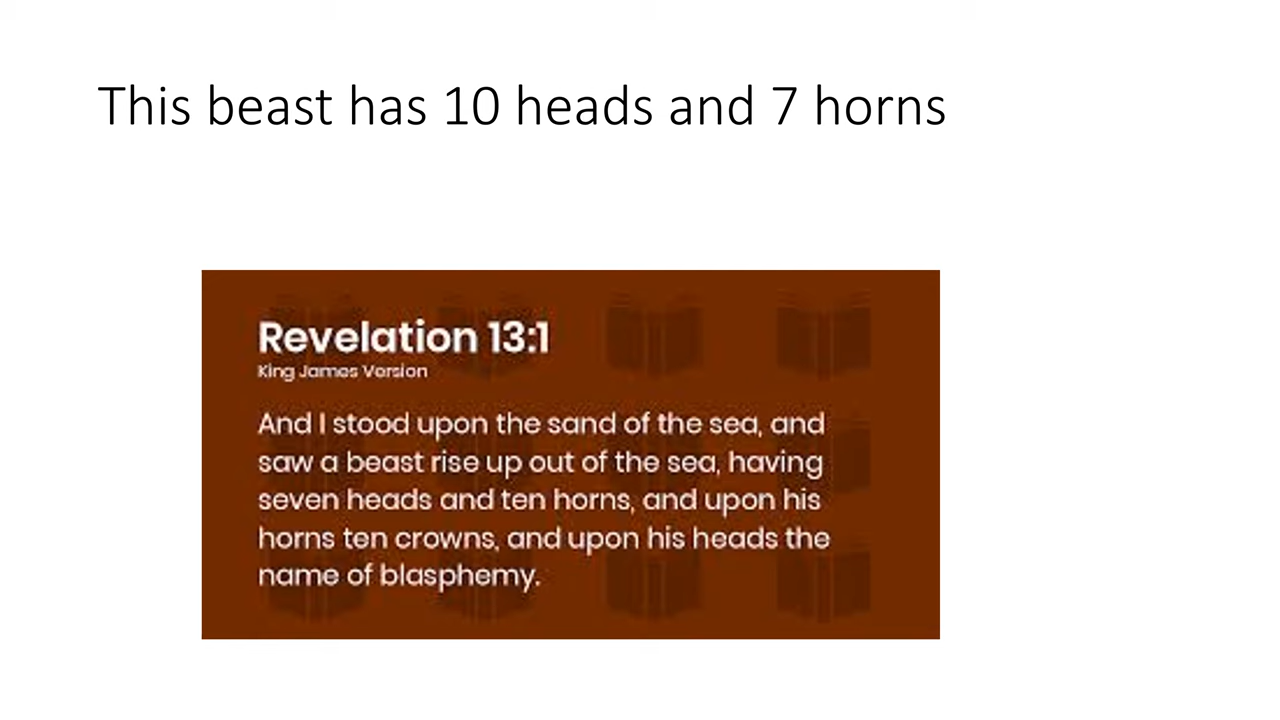 This beast has 10 heads and 7 horns
Revelation 13:1
King James Version
And I stood upon the sand of the sea, and
saw a beast rise up out of the sea, having
seven heads and ten horns, and upon his
horns ten crowns, and upon his heads the
name of blasphemy.